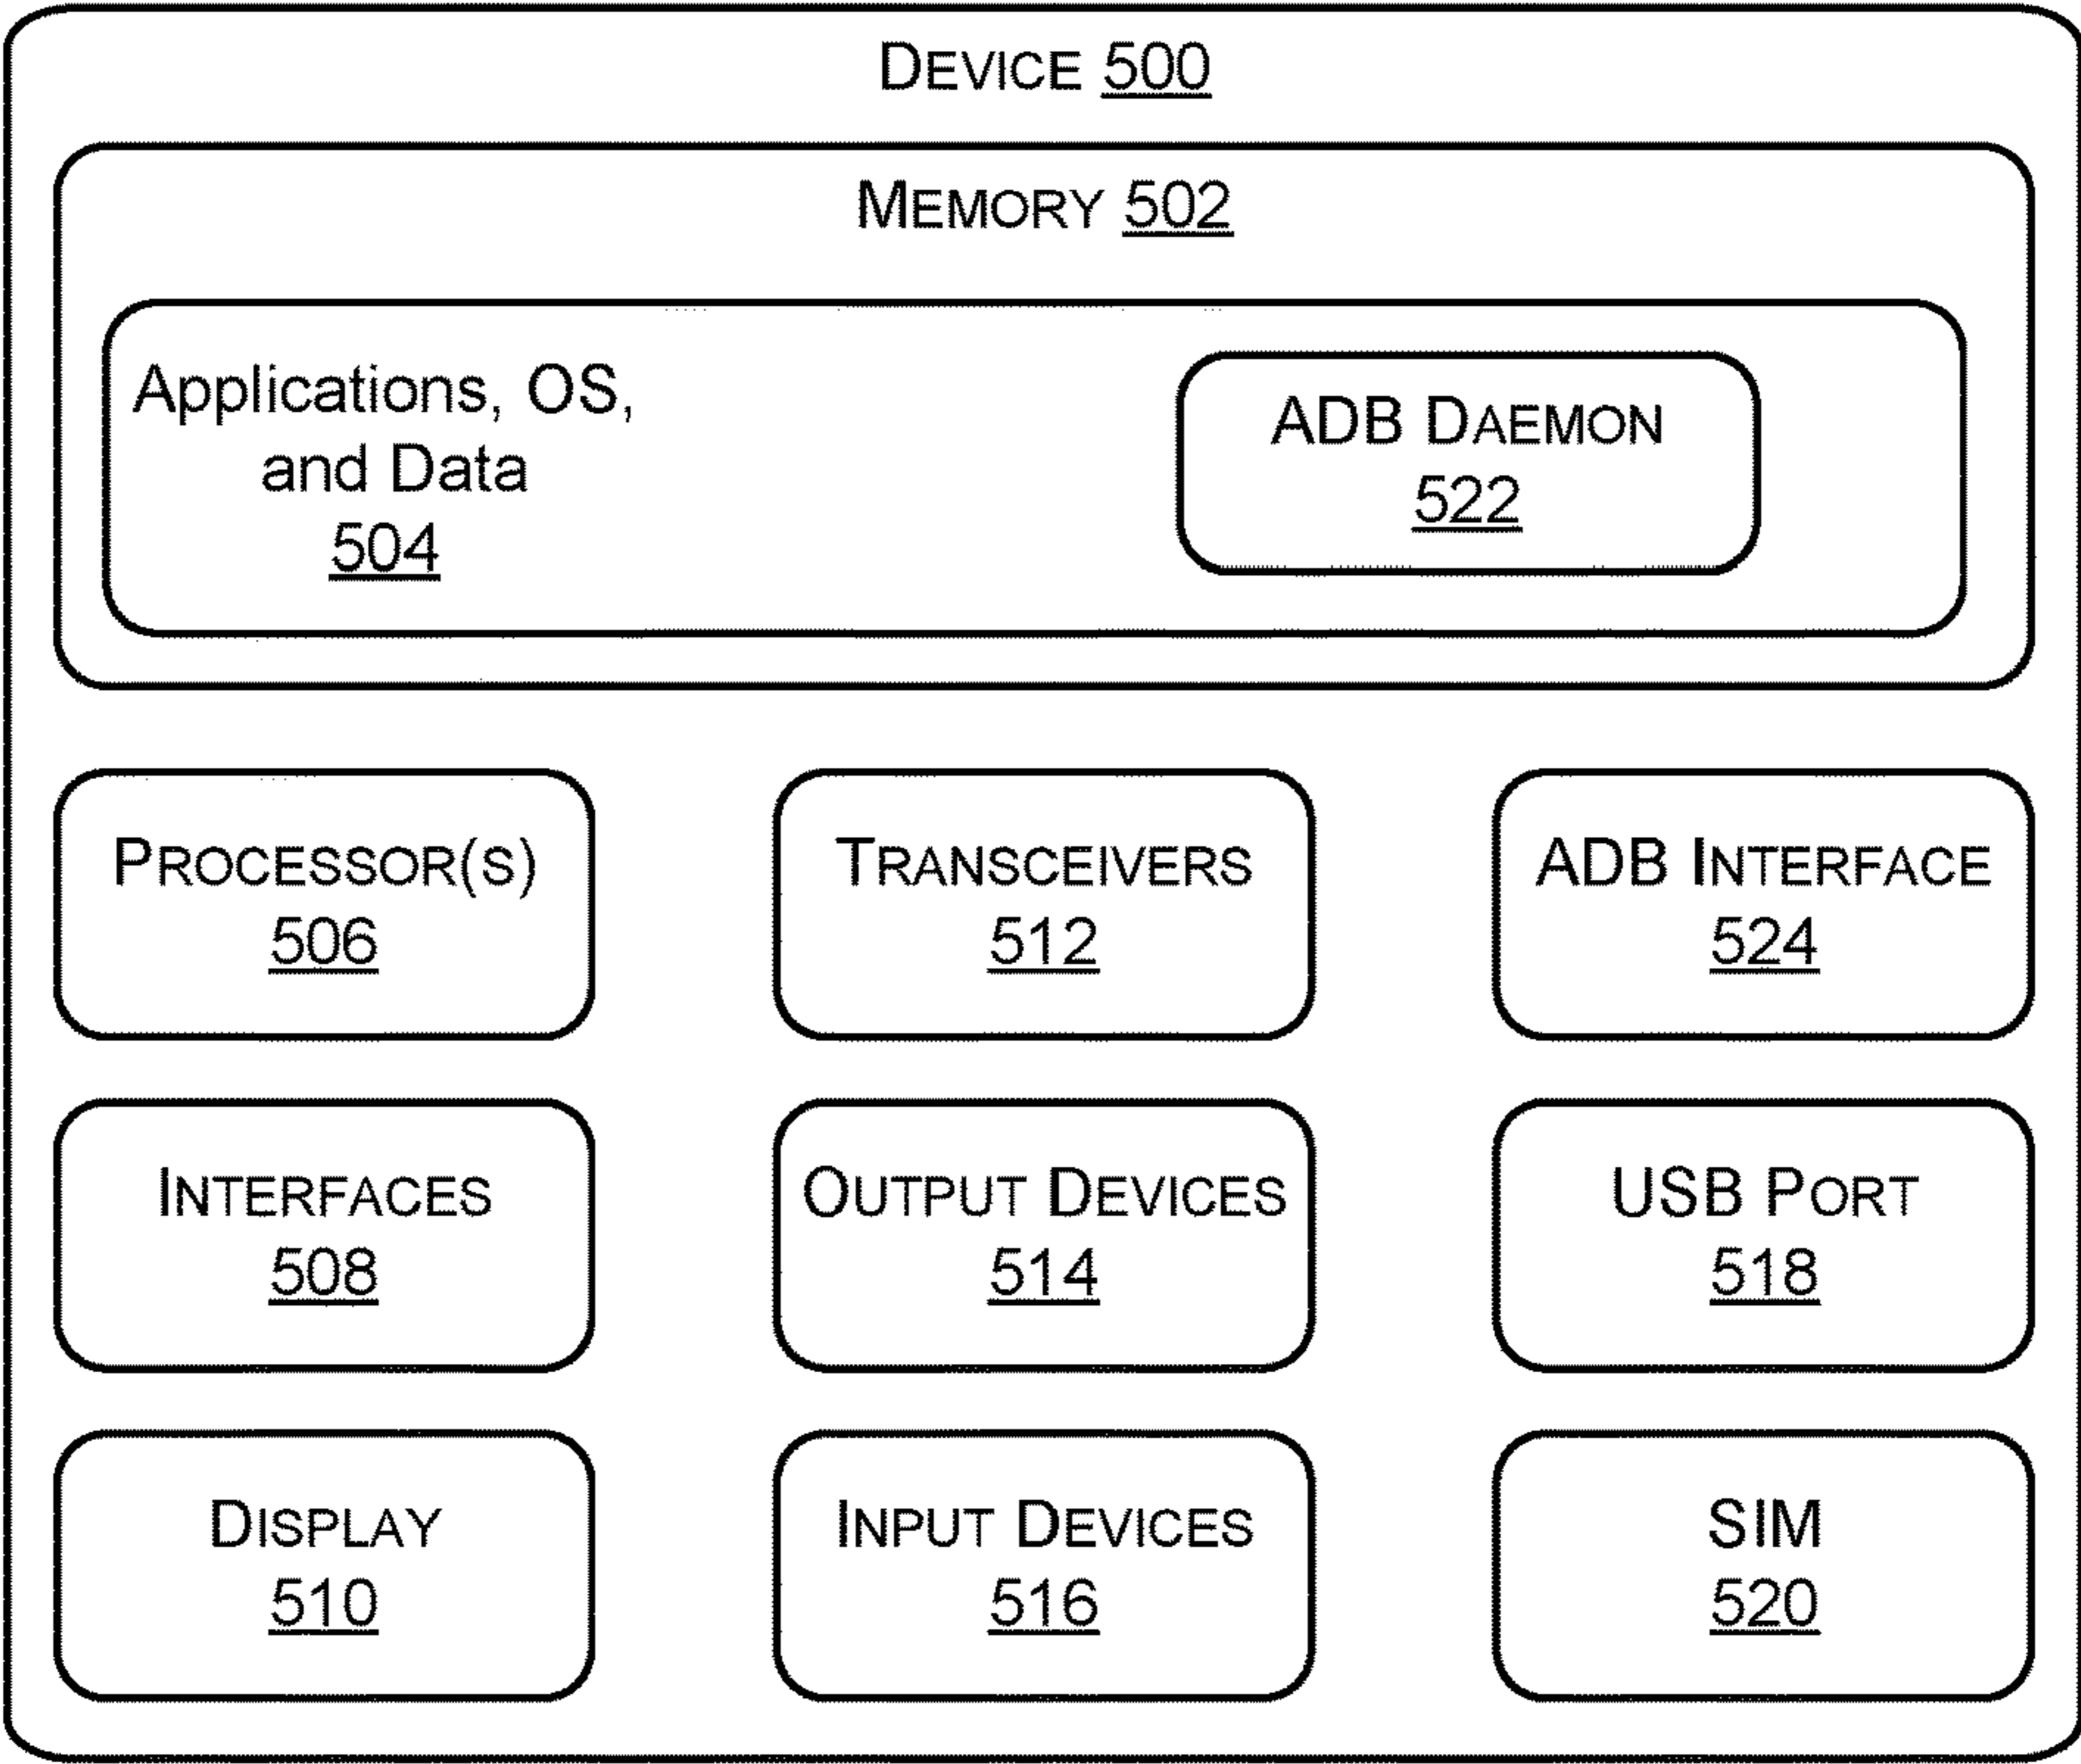 DEVICE 500
MEMORY 502
Applications, OS,
and Data
504
ADB DAEMON
522
PROCESSOR(S)
506
TRANSCEIVERS
512
ADB INTERFACE
524
INTERFACES
508
OUTPUT DEVICES
514
USB PORT
518
DISPLAY
510
INPUT DEVICES
516
SIM
520